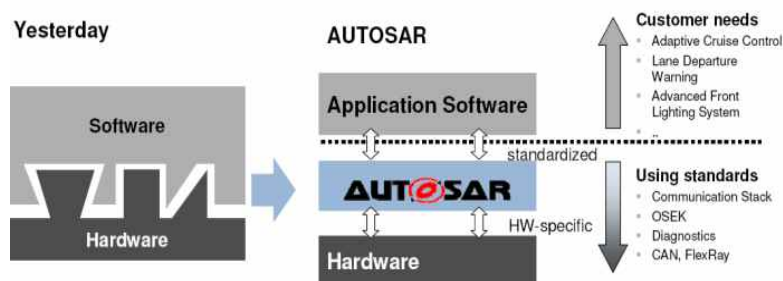 Yesterday
Software
Hardware
AUTOSAR
Application Software
standardized
AUTOSAR
HW-specific
Hardware
Customer needs
Adaptive Cruise Control
Lane Departure
Warning
Advanced Front
Lighting System
..
Using standards
Communication Stack
OSEK
Diagnostics
CAN, FlexRay